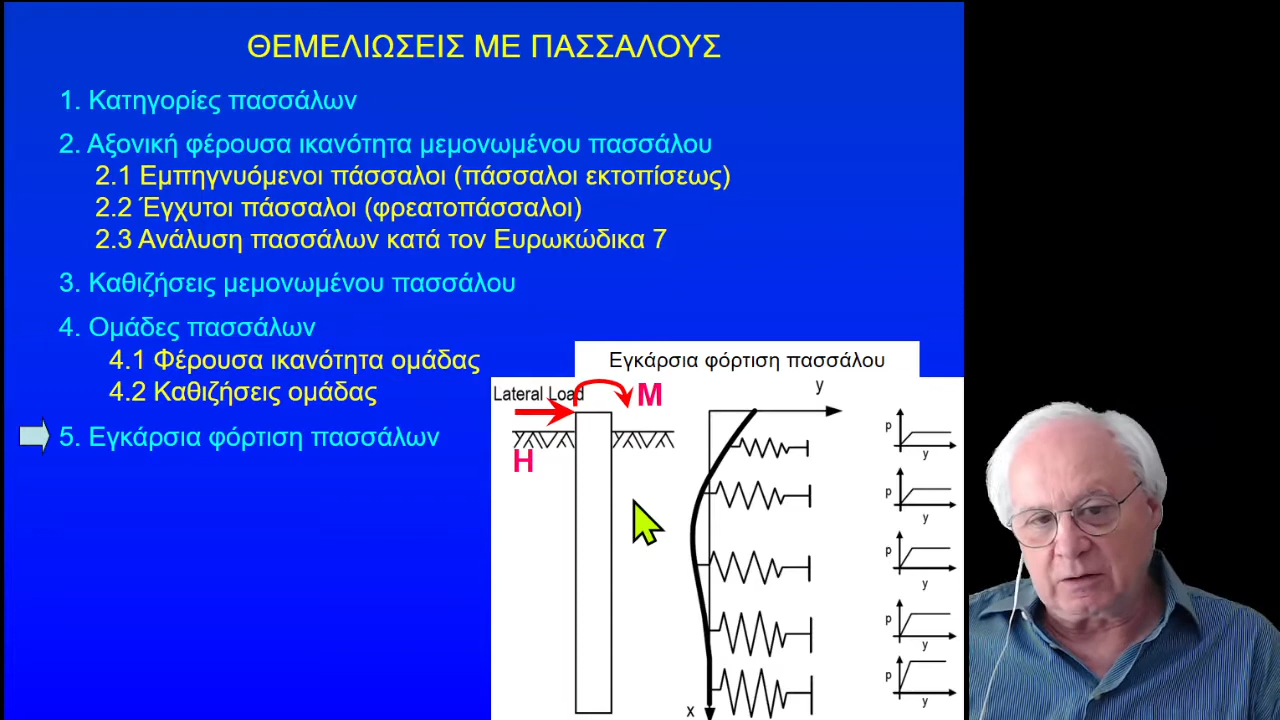 ΘΕΜΕΛΙΩΣΕΙΣ ΜΕ ΠΑΣΣΑΛΟΥΣ
1. Κατηγορίες πασσάλων
2. Αξονική φέρουσα ικανότητα μεμονωμένου πασσάλου
2.1 Εμπηγνυόμενοι πάσσαλοι (πάσσαλοι εκτοπίσεως)
2.2 Έγχυτοι πάσσαλοι (φρεατοπάσσαλοι)
2.3 Ανάλυση πασσάλων κατά τον Ευρωκώδικα 7
3. Καθιζήσεις μεμονωμένου πασσάλου
4. Ομάδες πασσάλων
4.1 Φέρουσα ικανότητα ομάδας
4.2 Καθιζήσεις ομάδας
5. Εγκάρσια φόρτιση πασσάλων
Εγκάρσια φόρτιση πασσάλου
Lateral Load
M
H
y
x
p
y
p
y
p
y
p
y
p
y